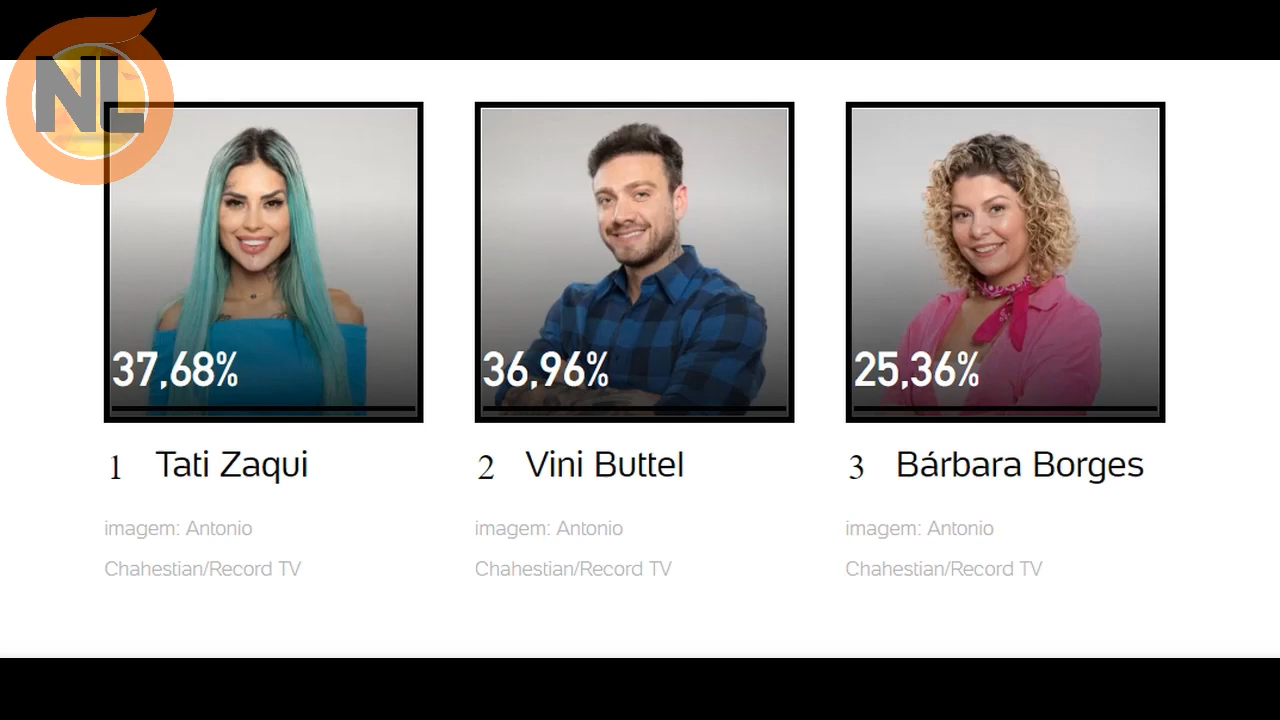 NL
37,68% 36,96% 25,36%
1 Tati Zaqui 2 Vini Buttel 3 Bárbara Borges
imagem: Antonio imagem: Antonio imagem: Antonio
Chahestian/Record TV Chahestian/Record TV Chahestian/Record TV